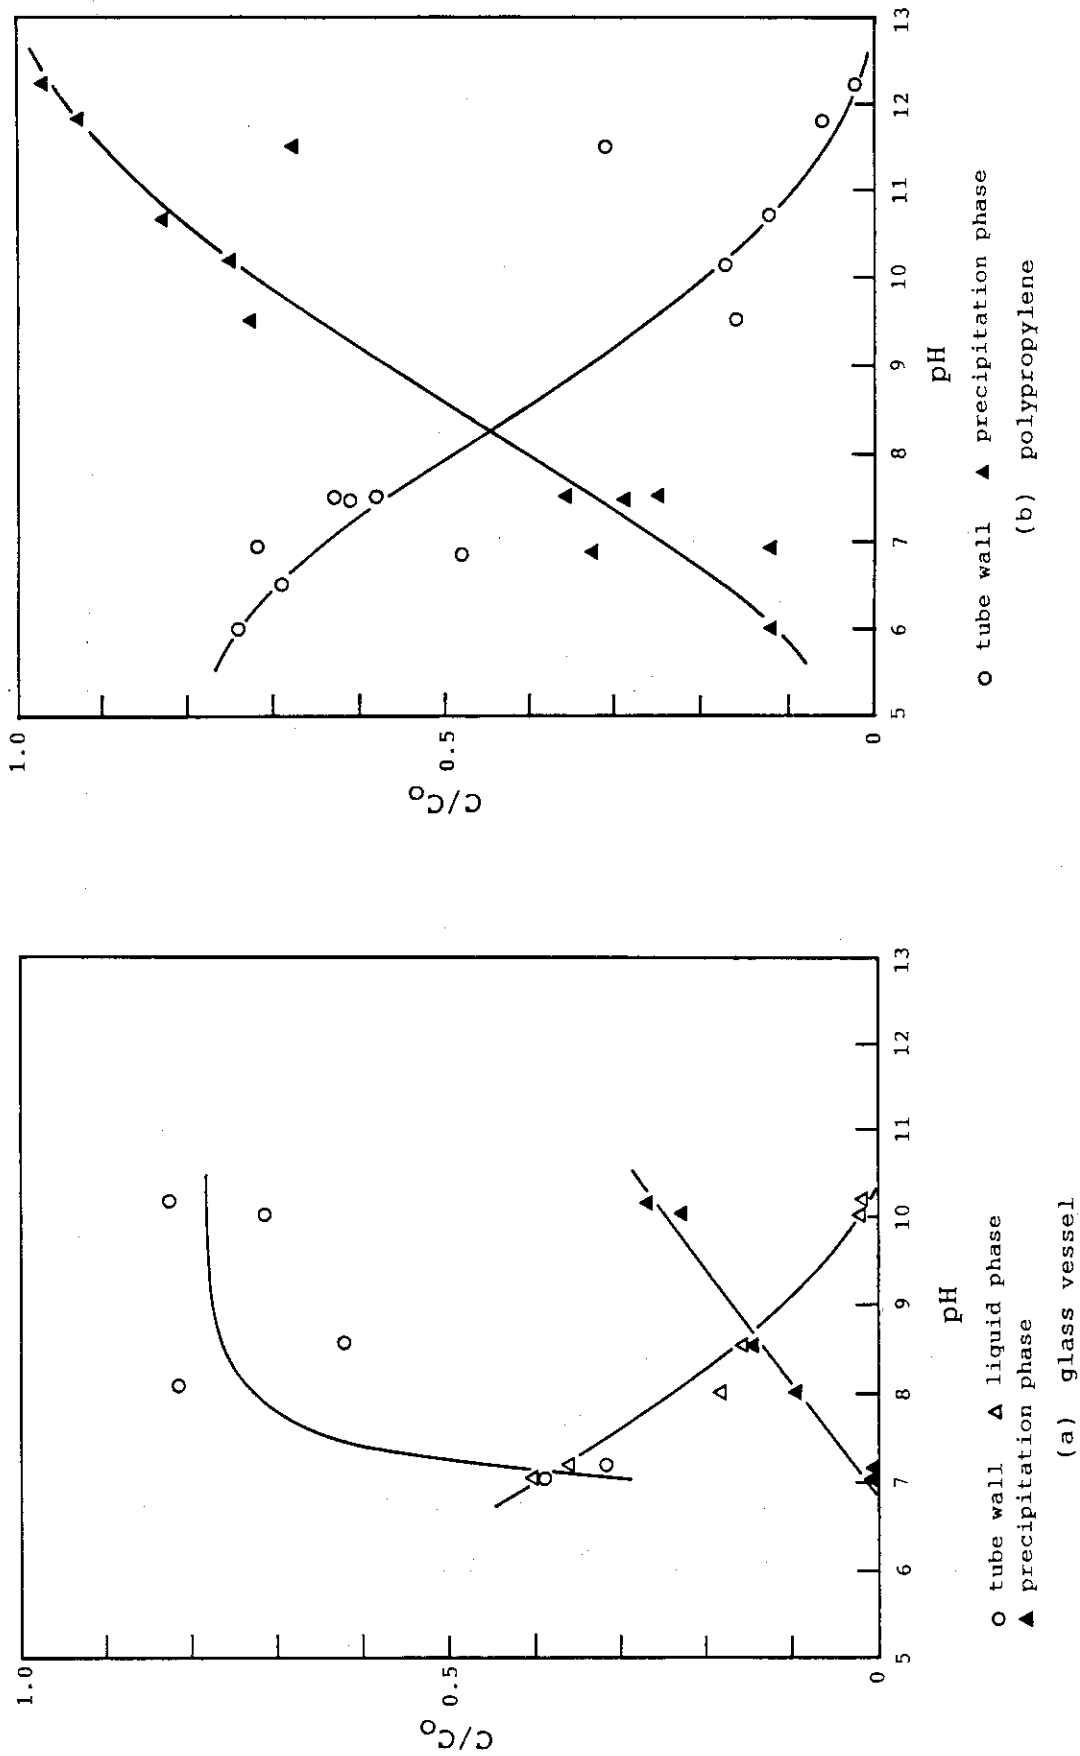 1.0
0.5
0
C/Co
5 6 7 8 9 10 11 12 13
pH
○ tube wall △ liquid phase
▲ precipitation phase
(a) glass vessel
1.0
0.5
0
C/Co
5 6 7 8 9 10 11 12 13
pH
○ tube wall ▲ precipitation phase
(b) polypropylene